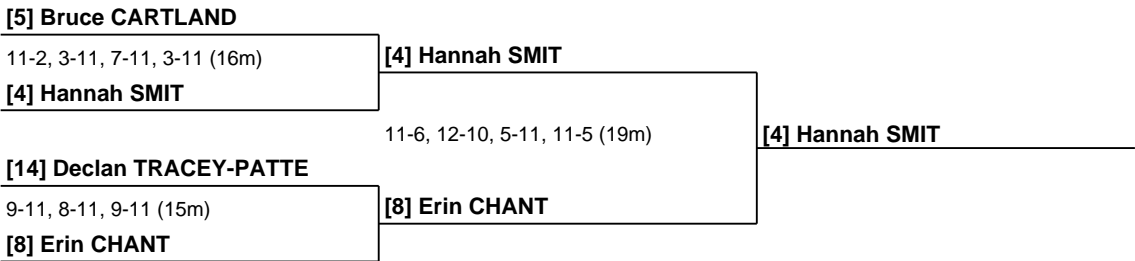 [5] Bruce CARTLAND
11-2, 3-11, 7-11, 3-11 (16m)
[4] Hannah SMIT
[4] Hannah SMIT
11-6, 12-10, 5-11, 11-5 (19m)
[4] Hannah SMIT
[14] Declan TRACEY-PATTE
9-11, 8-11, 9-11 (15m)
[8] Erin CHANT
[8] Erin CHANT